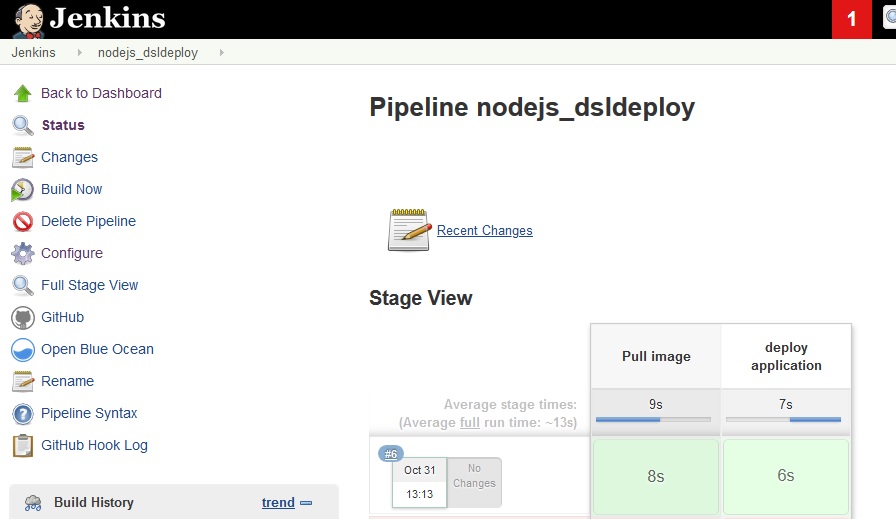 Jenkins
1
Jenkins
nodejs_dsldeploy
Back to Dashboard
Status
Changes
Build Now
Delete Pipeline
Configure
Full Stage View
GitHub
Open Blue Ocean
Rename
Pipeline Syntax
GitHub Hook Log
Build History
trend
Pipeline nodejs_dsldeploy
Recent Changes
Stage View
Pull image
deploy
application
Average stage times:
(Average full run time: ~13s)
9s
7s
#6
Oct 31
13:13
No
Changes
8s
6s